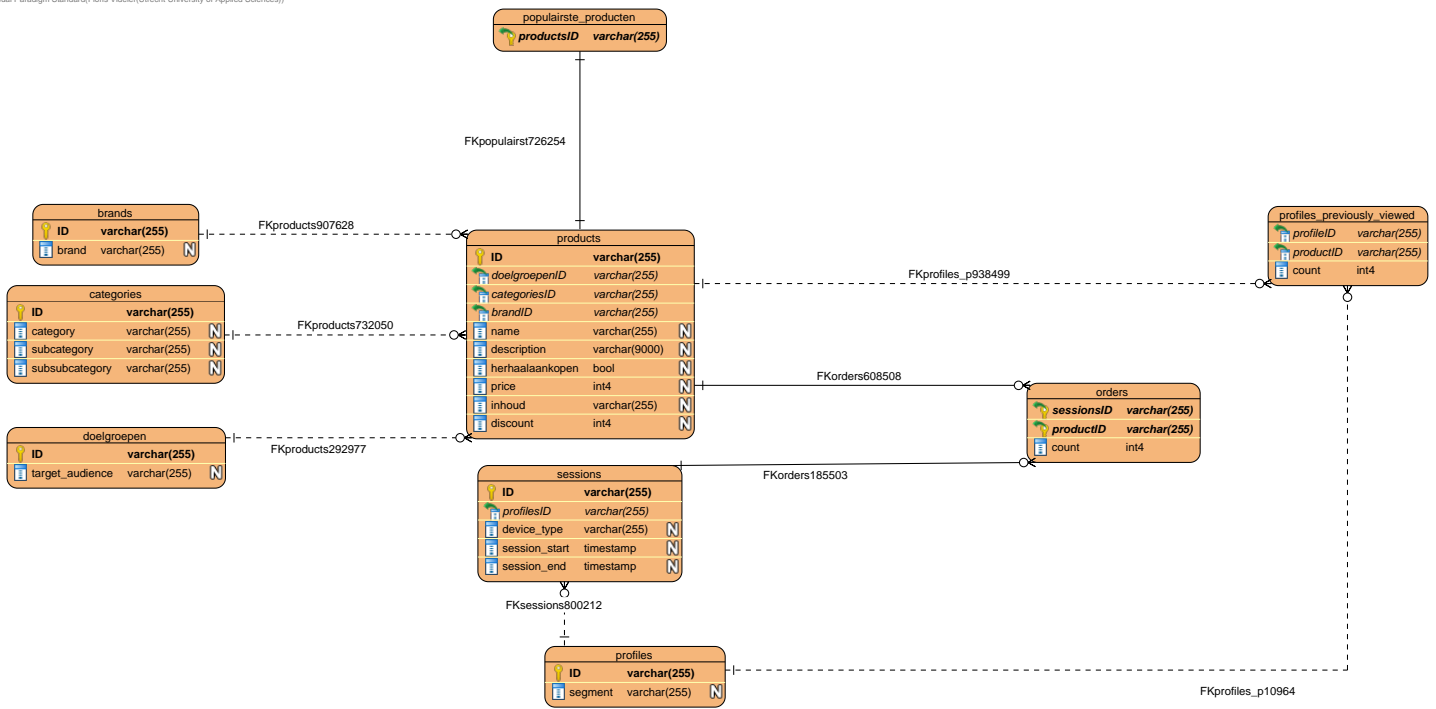 populairste_producten
productsID varchar(255)
FKpopulairst726254
brands
ID varchar(255)
brand varchar(255) N
FKproducts907628
categories
ID varchar(255)
category varchar(255) N
subcategory varchar(255) N
subsubcategory varchar(255) N
FKproducts732050
doelgroepen
ID varchar(255)
target_audience varchar(255) N
FKproducts292977
products
ID varchar(255)
doelgroepenID varchar(255)
categoriesID varchar(255)
brandID varchar(255)
name varchar(255) N
description varchar(9000) N
herhaalaankopen bool N
price int4 N
inhoud varchar(255) N
discount int4 N
FKprofiles_p938499
profiles_previously_viewed
profileID varchar(255)
productID varchar(255)
count int4
FKorders608508
orders
sessionsID varchar(255)
productID varchar(255)
count int4
FKorders185503
sessions
ID varchar(255)
profilesID varchar(255)
device_type varchar(255) N
session_start timestamp N
session_end timestamp N
FKsessions800212
profiles
ID varchar(255)
segment varchar(255) N
FKprofiles_p10964